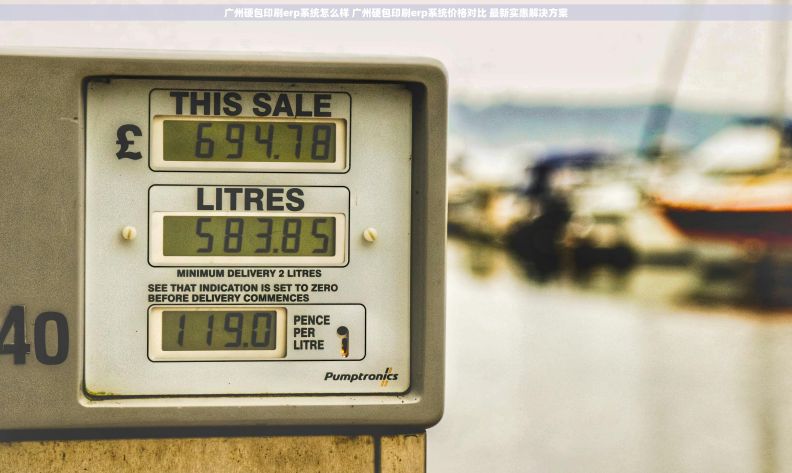 广州硬包印刷erp系统怎么样 广州硬包印刷erp系统价格对比 最新实惠解决方案
THIS SALE
£ 694.78
LITRES
583.85
MINIMUM DELIVERY 2 LITRES
SEE THAT INDICATION IS SET TO ZERO
BEFORE DELIVERY COMMENCES
119.0
PENCE
PER
LITRE
40
Pumptronics